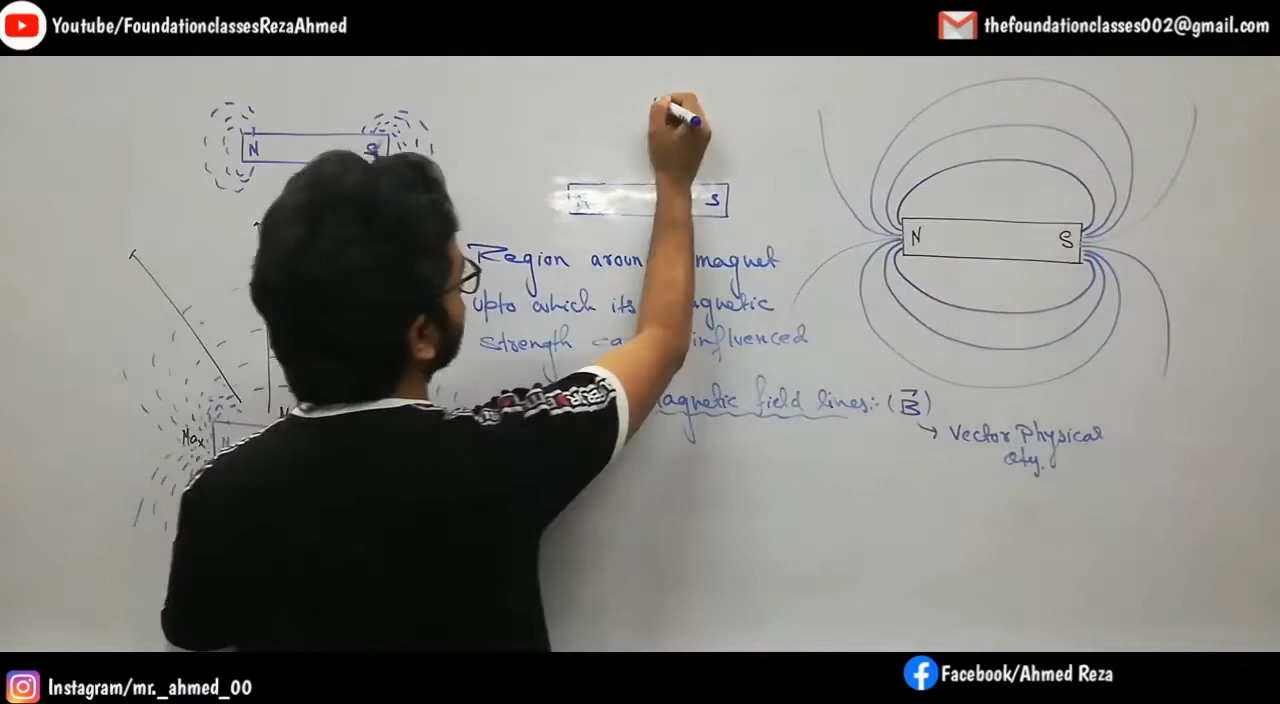 Youtube/FoundationclassesRezaAhmed
thefoundationclasses002@gmail.com
N
S
S
N S
Region aroun magnet
upto which its gnetic
strength ca influenced
agnetic field lines:- (B⃗)
→ Vector Physical
Qty.
Max N
Instagram/mr._ahmed_00
Facebook/Ahmed Reza